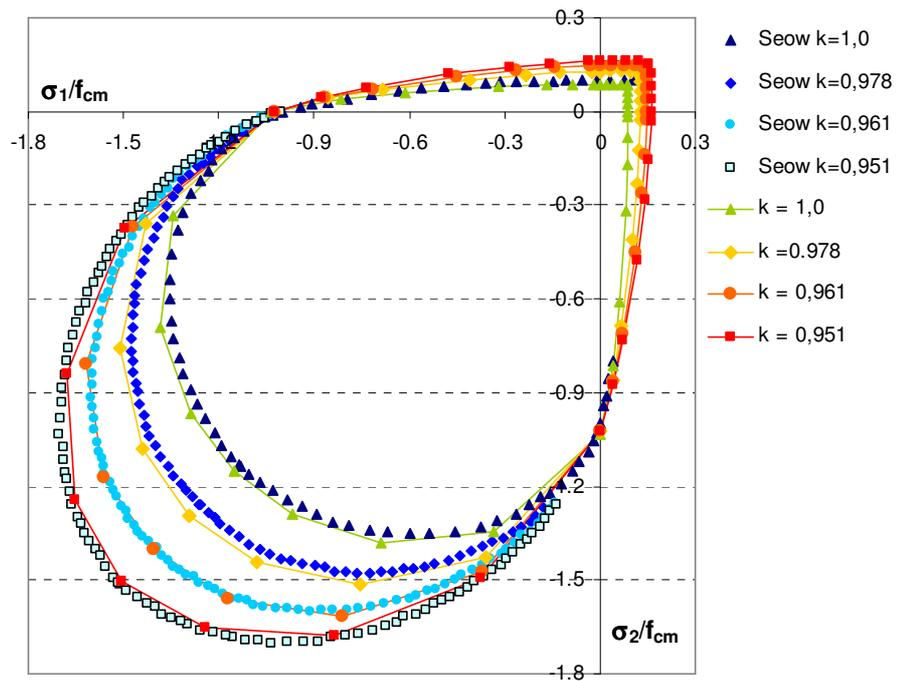 0.3
σ1/fcm
0
-1.8
-1.5
-1.2
-0.9
-0.6
-0.3
0
0.3
-0.3
-0.6
-0.9
-1.2
-1.5
-1.8
σ2/fcm
Seow k=1,0
Seow k=0,978
Seow k=0,961
Seow k=0,951
k = 1,0
k =0.978
k = 0,961
k = 0,951